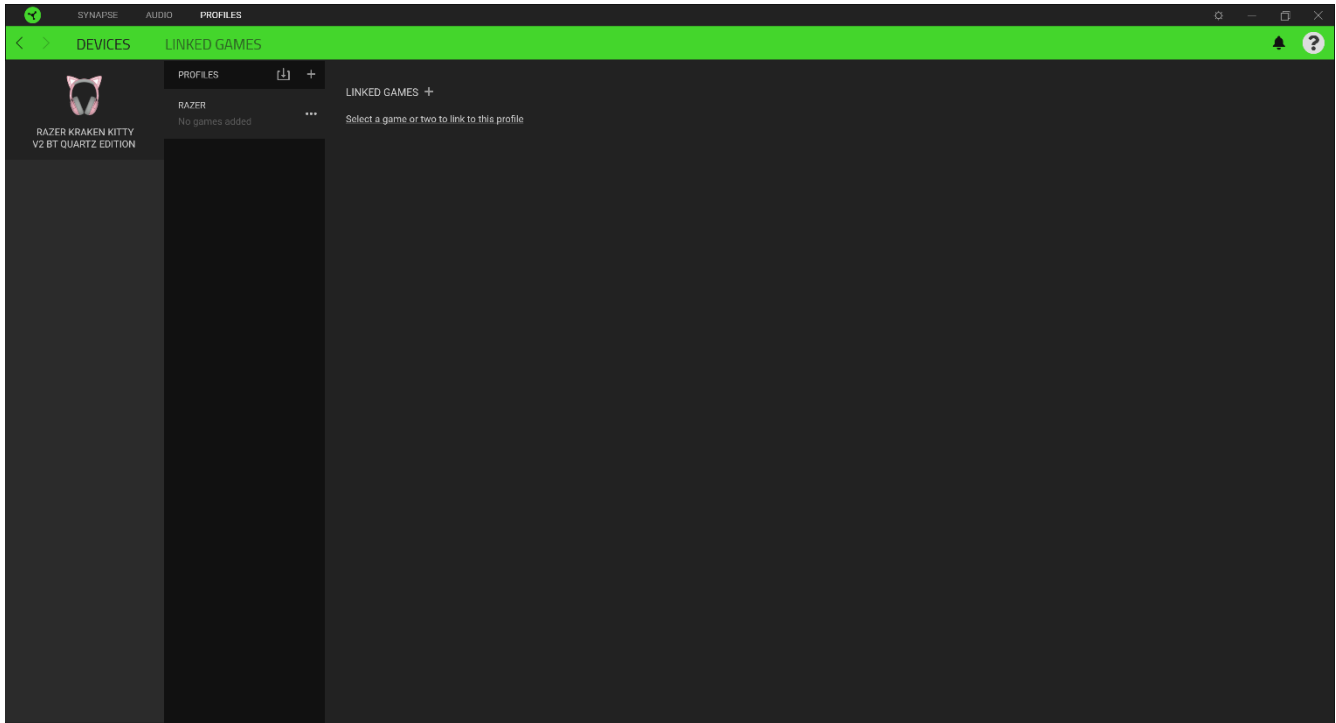 SYNAPSE AUDIO PROFILES
DEVICES LINKED GAMES
?
RAZER KRAKEN KITTY
V2 BT QUARTZ EDITION
PROFILES
RAZER
No games added
LINKED GAMES +
Select a game or two to link to this profile